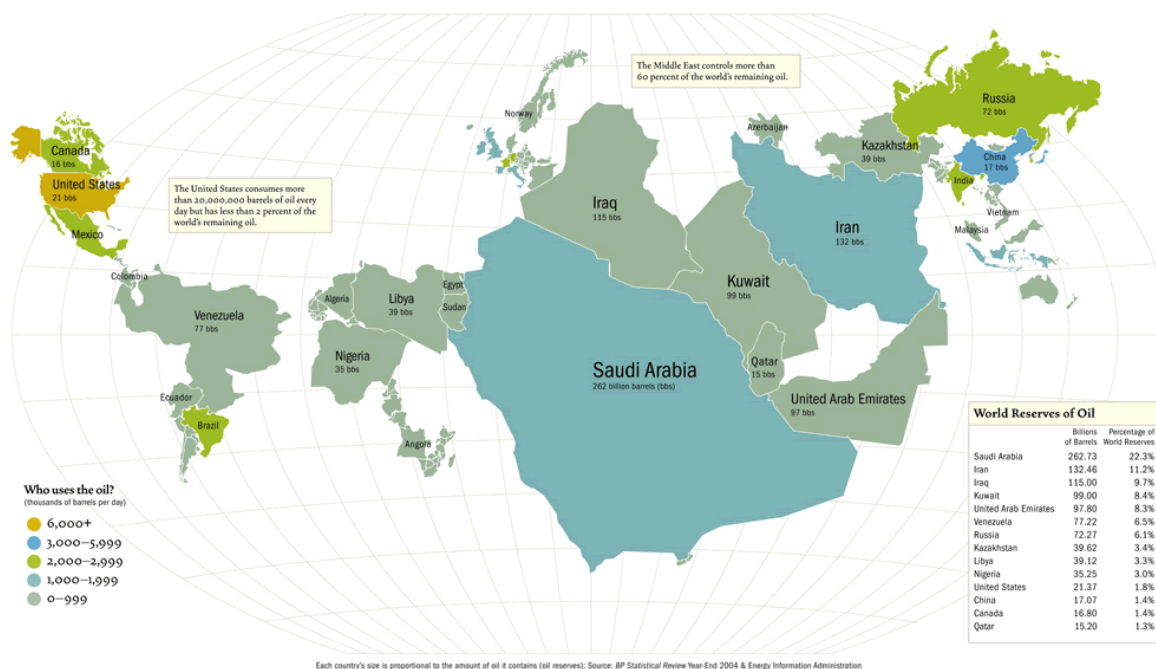 The Middle East controls more than
60 percent of the world's remaining oil.
Norway
Azerbaijan
Russia
72 bbs
Canada
16 bbs
Kazakhstan
39 bbs
China
17 bbs
United States
21 bbs
The United States consumes more
than 20,000,000 barrels of oil every
day but has less than 2 percent of the
world's remaining oil.
India
Iraq
115 bbs
Vietnam
Mexico
Iran
132 bbs
Malaysia
Colombia
Egypt
Kuwait
99 bbs
Algeria
Libya
39 bbs
Sudan
Venezuela
77 bbs
Nigeria
35 bbs
Qatar
15 bbs
Saudi Arabia
262 billion barrels (bbs)
Ecuador
United Arab Emirates
97 bbs
Brazil
Angola
World Reserves of Oil
Billions of Barrels Percentage of World Reserves
Saudi Arabia 262.73 22.3%
Iran 132.46 11.2%
Iraq 115.00 9.7%
Kuwait 99.00 8.4%
United Arab Emirates 97.80 8.3%
Venezuela 77.22 6.5%
Russia 72.27 6.1%
Kazakhstan 39.62 3.4%
Libya 39.12 3.3%
Nigeria 35.25 3.0%
United States 21.37 1.8%
China 17.07 1.4%
Canada 16.80 1.4%
Qatar 15.20 1.3%
Who uses the oil?
(thousands of barrels per day)
6,000+
3,000–5,999
2,000–2,999
1,000–1,999
0–999
Each country's size is proportional to the amount of oil it contains (oil reserves); Source: BP Statistical Review Year-End 2004 & Energy Information Administration